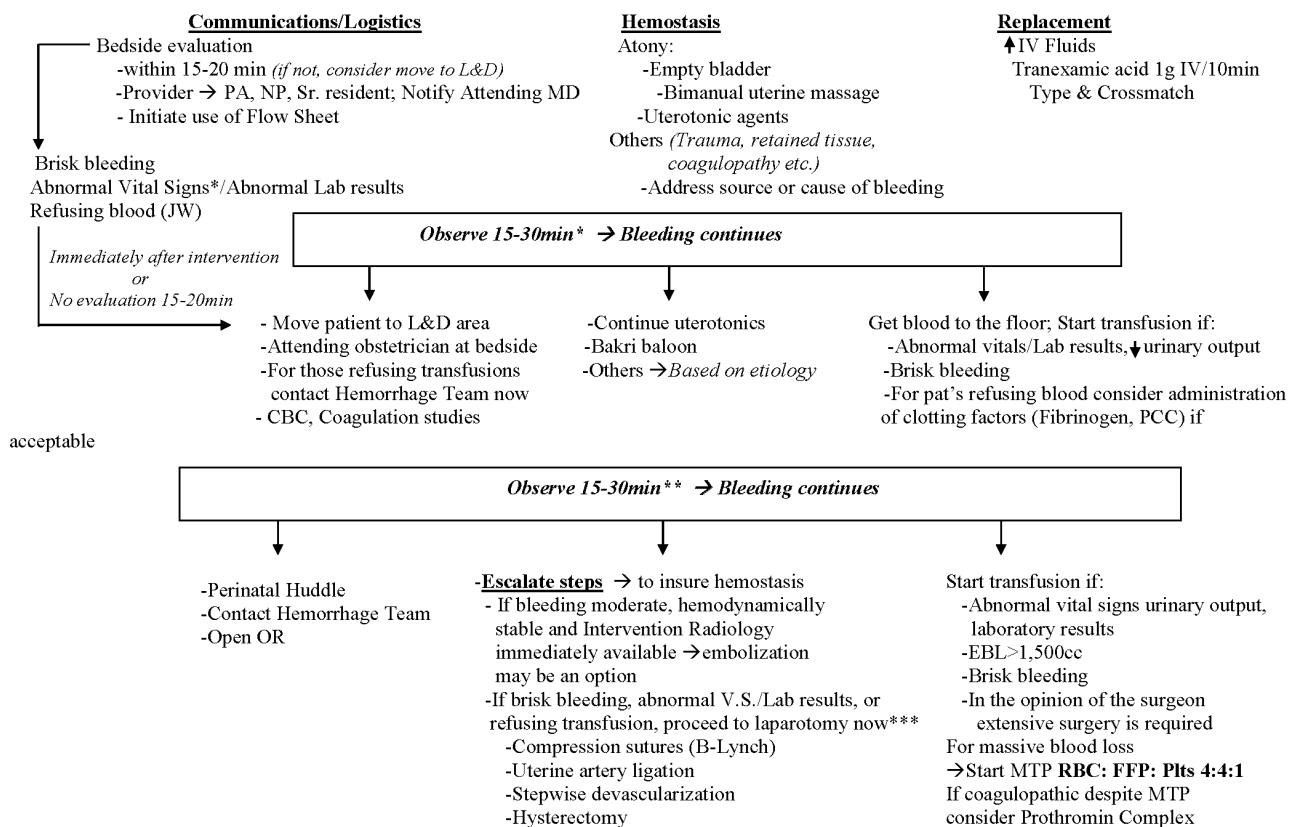 Communications/Logistics
Bedside evaluation
-within 15-20 min (if not, consider move to L&D)
-Provider → PA, NP, Sr. resident; Notify Attending MD
- Initiate use of Flow Sheet
Brisk bleeding
Abnormal Vital Signs*/Abnormal Lab results
Refusing blood (JW)
Immediately after intervention
or
No evaluation 15-20min
Hemostasis
Atony:
-Empty bladder
-Bimanual uterine massage
-Uterotonic agents
Others (Trauma, retained tissue,
coagulopathy etc.)
-Address source or cause of bleeding
Replacement
↑IV Fluids
Tranexamic acid 1g IV/10min
Type & Crossmatch
Observe 15-30min* → Bleeding continues
- Move patient to L&D area
-Attending obstetrician at bedside
-For those refusing transfusions
contact Hemorrhage Team now
- CBC, Coagulation studies
-Continue uterotonics
-Bakri baloon
-Others →Based on etiology
Get blood to the floor; Start transfusion if:
-Abnormal vitals/Lab results,↓urinary output
-Brisk bleeding
-For pat's refusing blood consider administration
of clotting factors (Fibrinogen, PCC) if
acceptable
Observe 15-30min** → Bleeding continues
-Perinatal Huddle
-Contact Hemorrhage Team
-Open OR
-Escalate steps → to insure hemostasis
- If bleeding moderate, hemodynamically
stable and Intervention Radiology
immediately available →embolization
may be an option
-If brisk bleeding, abnormal V.S./Lab results, or
refusing transfusion, proceed to laparotomy now***
-Compression sutures (B-Lynch)
-Uterine artery ligation
-Stepwise devascularization
-Hysterectomy
Start transfusion if:
-Abnormal vital signs urinary output,
laboratory results
-EBL>1,500cc
-Brisk bleeding
-In the opinion of the surgeon
extensive surgery is required
For massive blood loss
→Start MTP RBC: FFP: Plts 4:4:1
If coagulopathic despite MTP
consider Prothromin Complex